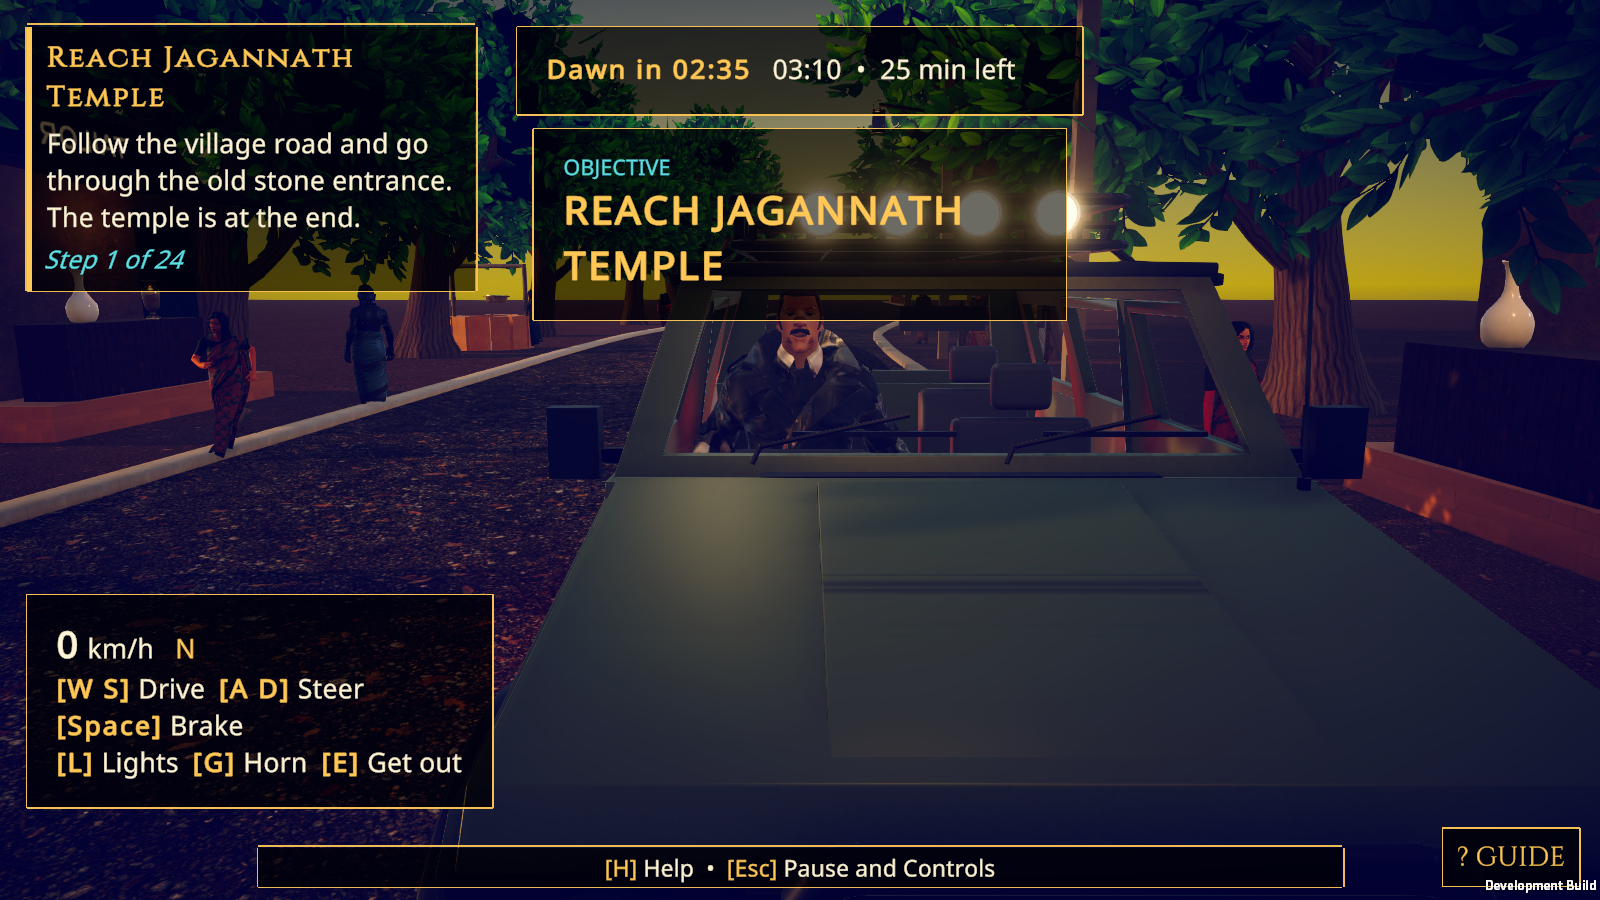 REACH JAGANNATH
TEMPLE
Follow the village road and go
through the old stone entrance.
The temple is at the end.
Step 1 of 24
Dawn in 02:35 03:10 • 25 min left
OBJECTIVE
REACH JAGANNATH
TEMPLE
0 km/h N
[W S] Drive [A D] Steer
[Space] Brake
[L] Lights [G] Horn [E] Get out
[H] Help • [Esc] Pause and Controls
? GUIDE
Development Build